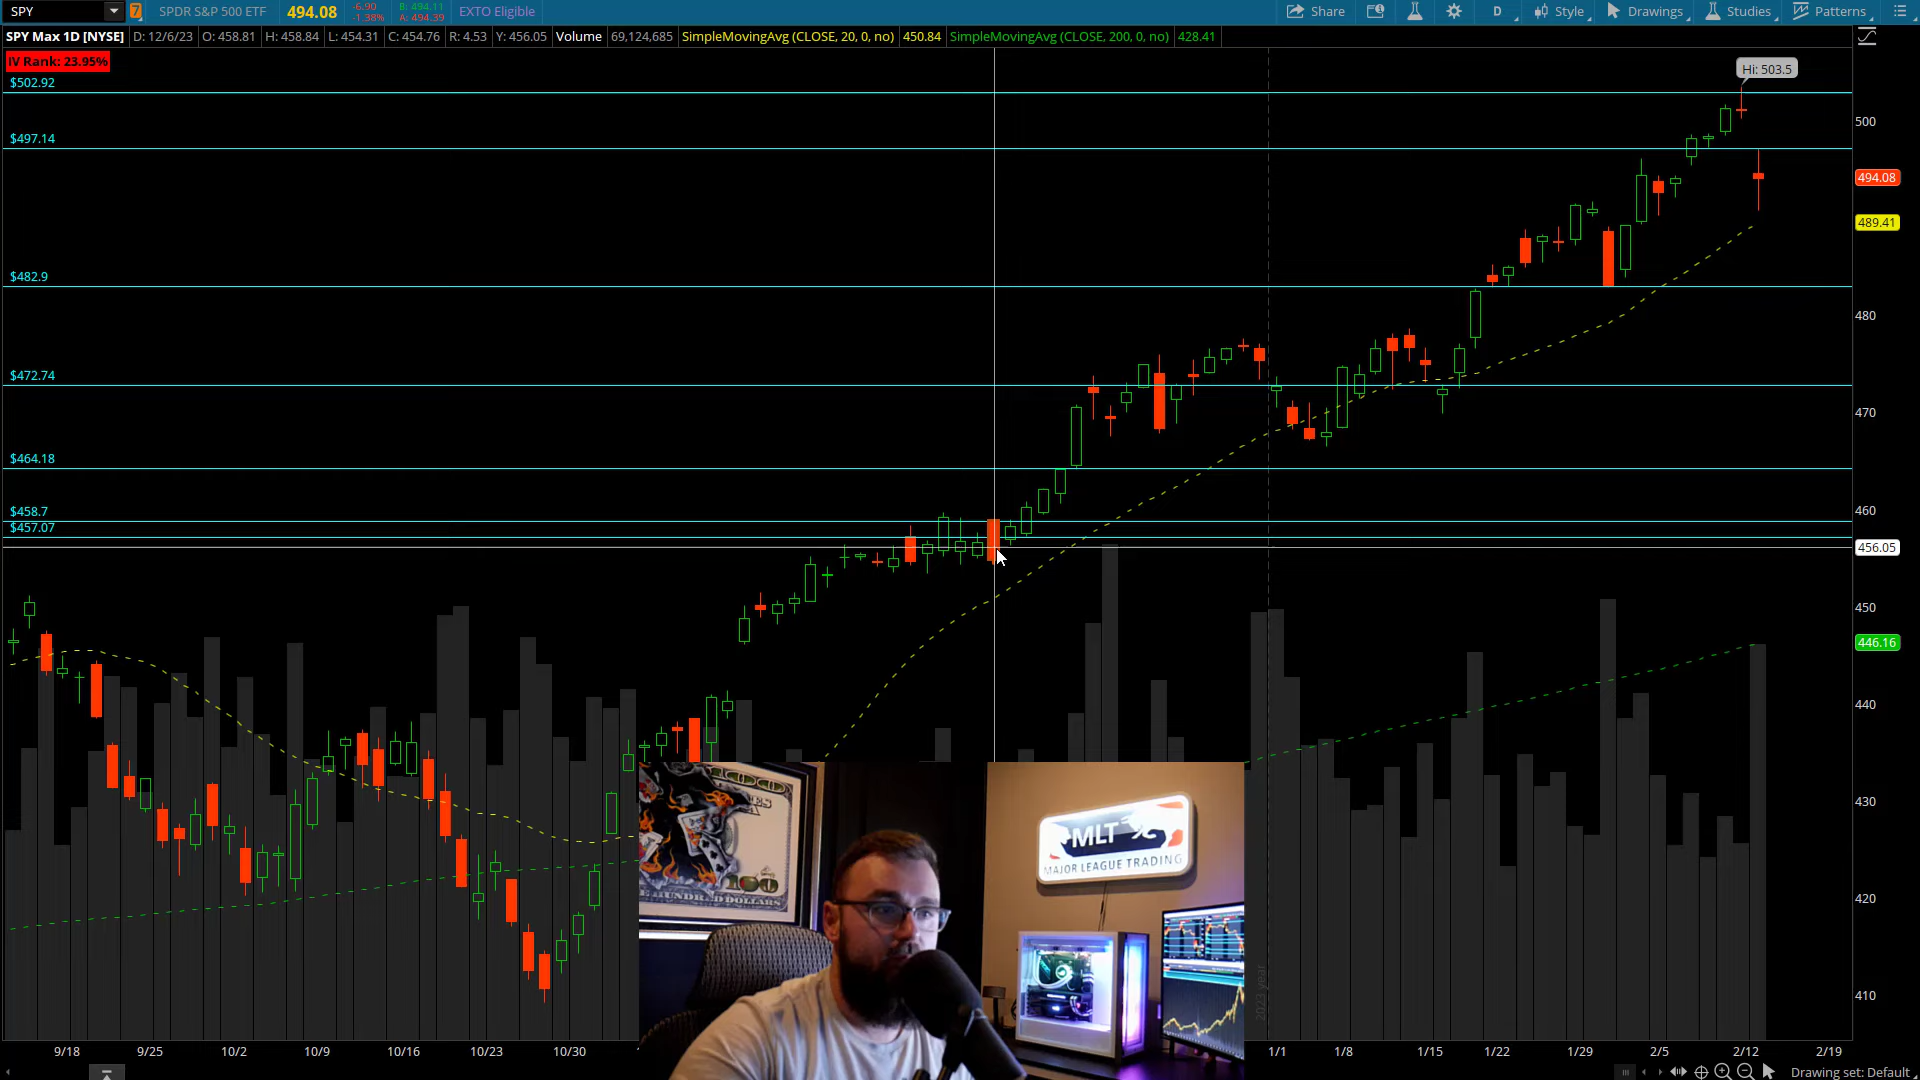 SPY
7
SPDR S&P 500 ETF
494.08
-6.90
-1.38%
B: 494.11
A: 494.39
EXTO Eligible
Share
D
Style
Drawings
Studies
Patterns
SPY Max 1D [NYSE] D: 12/6/23 O: 458.81 H: 458.84 L: 454.31 C: 454.76 R: 4.53 Y: 456.05 Volume 69,124,685 SimpleMovingAvg (CLOSE, 20, 0, no) 450.84 SimpleMovingAvg (CLOSE, 200, 0, no) 428.41
IV Rank: 23.95%
Hi: 503.5
$502.92
500
$497.14
494.08
489.41
$482.9
480
$472.74
470
$464.18
460
$458.7
$457.07
456.05
450
446.16
440
430
420
410
100
HUNDRED DOLLARS
MLT
MAJOR LEAGUE TRADING
100
2023 year
9/18 9/25 10/2 10/9 10/16 10/23 10/30 1/1 1/8 1/15 1/22 1/29 2/5 2/12 2/19
Drawing set: Default